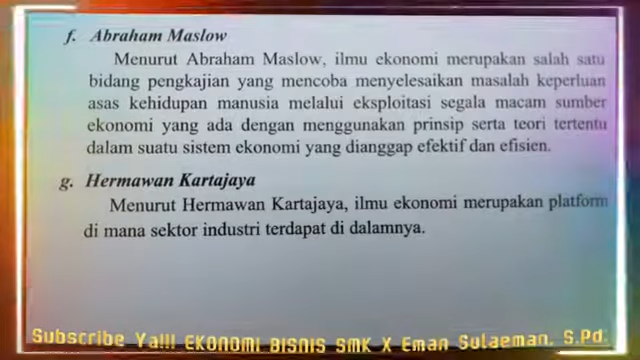 f. Abraham Maslow
Menurut Abraham Maslow, ilmu ekonomi merupakan salah satu
bidang pengkajian yang mencoba menyelesaikan masalah keperluan
asas kehidupan manusia melalui eksploitasi segala macam sumber
ekonomi yang ada dengan menggunakan prinsip serta teori tertentu
dalam suatu sistem ekonomi yang dianggap efektif dan efisien.
g. Hermawan Kartajaya
Menurut Hermawan Kartajaya, ilmu ekonomi merupakan platform
di mana sektor industri terdapat di dalamnya.
Subscribe Ya!!! EKONOMI BISNIS SMK X Eman Sulaeman. S.Pd.